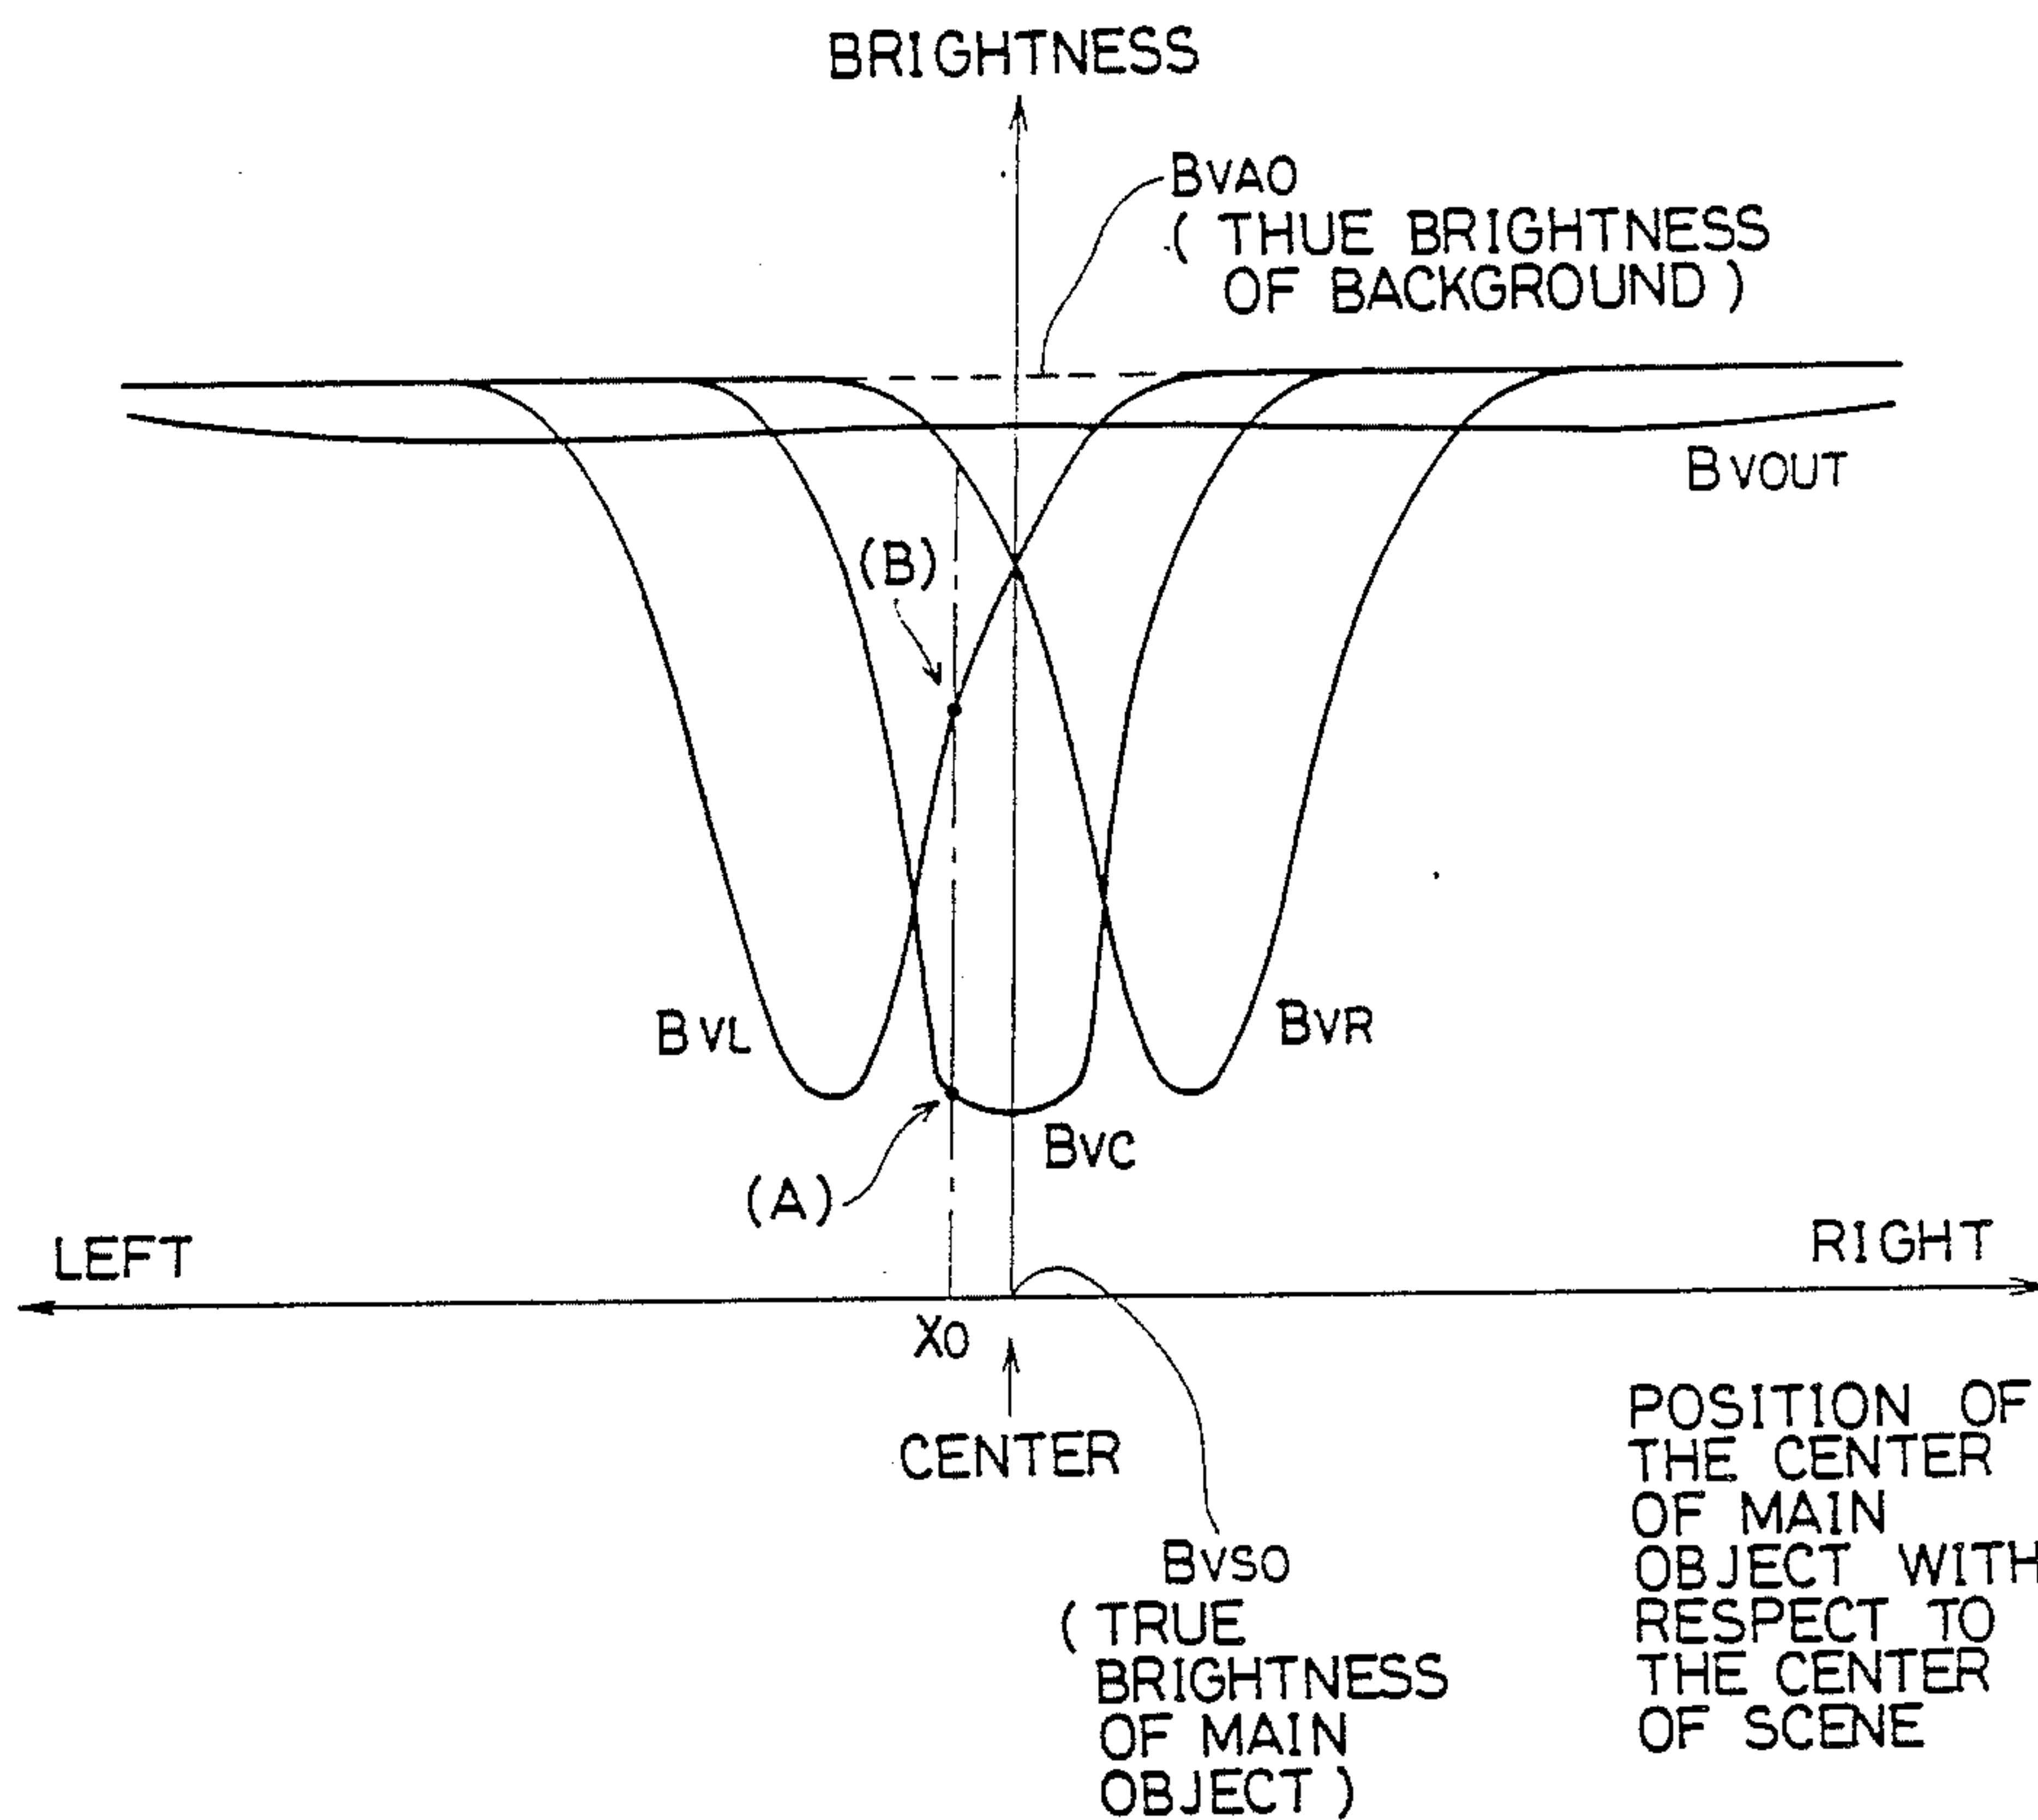 BRIGHTNESS
BVAO
( THUE BRIGHTNESS
OF BACKGROUND )
BVOUT
(B)
BVL
BVR
BVC
(A)
LEFT
RIGHT
XO
CENTER
BVSO
( TRUE
BRIGHTNESS
OF MAIN
OBJECT )
POSITION OF
THE CENTER
OF MAIN
OBJECT WITH
RESPECT TO
THE CENTER
OF SCENE